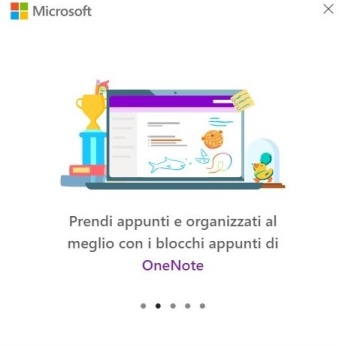 Microsoft
Prendi appunti e organizzati al
meglio con i blocchi appunti di
OneNote